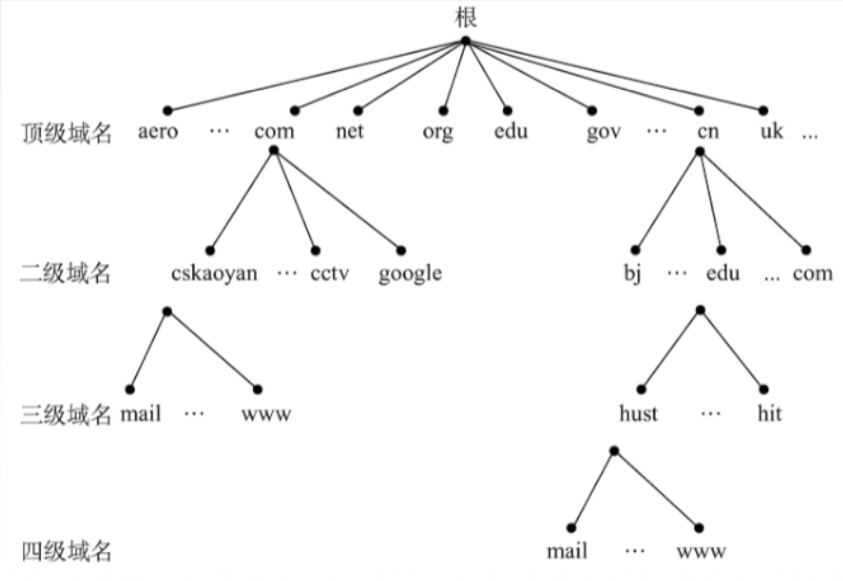 根
顶级域名 aero … com net org edu gov … cn uk ...
二级域名 cskaoyan … cctv google bj … edu ... com
三级域名 mail … www hust … hit
四级域名 mail … www